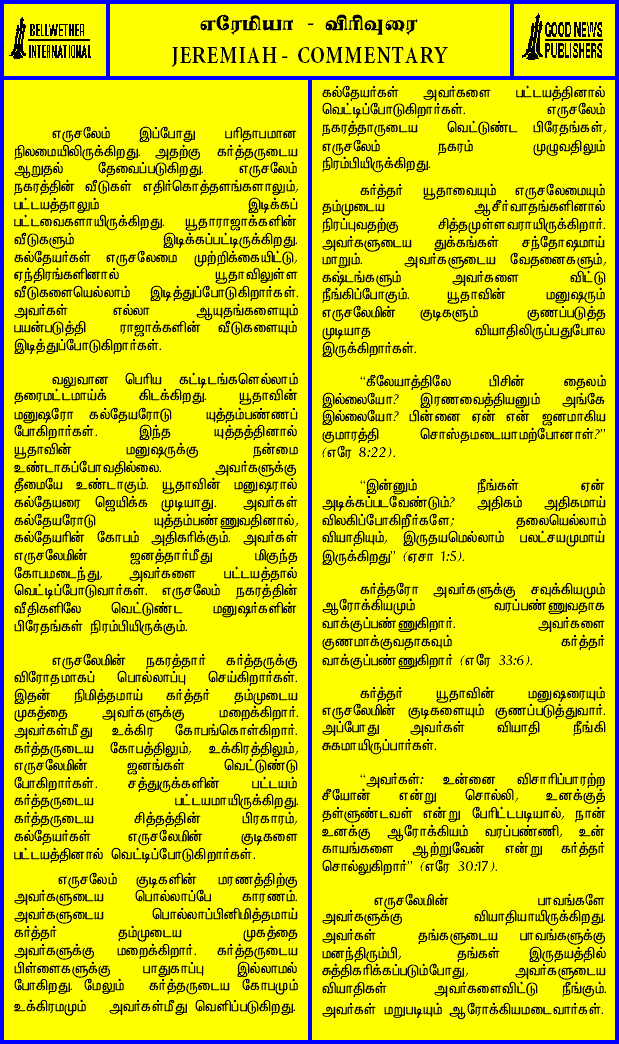 BELLWETHER
INTERNATIONAL
எரேமியா - விரிவுரை
JEREMIAH - COMMENTARY
GOOD NEWS
PUBLISHERS
எருசலேம் இப்போது பரிதாபமான
நிலமையிலிருக்கிறது. அதற்கு கர்த்தருடைய
ஆறுதல் தேவைப்படுகிறது. எருசலேம்
நகரத்தின் வீடுகள் எதிர்கொத்தளங்களாலும்,
பட்டயத்தாலும் இடிக்கப்
பட்டவைகளாயிருக்கிறது. யூதாராஜாக்களின்
வீடுகளும் இடிக்கப்பட்டிருக்கிறது.
கல்தேயர்கள் எருசலேமை முற்றிக்கையிட்டு,
ஏந்திரங்களினால் யூதாவிலுள்ள
வீடுகளையெல்லாம் இடித்துப்போடுகிறார்கள்.
அவர்கள் எல்லா ஆயுதங்களையும்
பயன்படுத்தி ராஜாக்களின் வீடுகளையும்
இடித்துப்போடுகிறார்கள்.
வலுவான பெரிய கட்டிடங்களெல்லாம்
தரைமட்டமாய்க் கிடக்கிறது. யூதாவின்
மனுஷரோ கல்தேயரோடு யுத்தம்பண்ணப்
போகிறார்கள். இந்த யுத்தத்தினால்
யூதாவின் மனுஷருக்கு நன்மை
உண்டாகப்போவதில்லை. அவர்களுக்கு
தீமையே உண்டாகும். யூதாவின் மனுஷரால்
கல்தேயரை ஜெயிக்க முடியாது. அவர்கள்
கல்தேயரோடு யுத்தம்பண்ணுவதினால்,
கல்தேயரின் கோபம் அதிகரிக்கும். அவர்கள்
எருசலேமின் ஜனத்தார்மீது மிகுந்த
கோபமடைந்து, அவர்களை பட்டயத்தால்
வெட்டிப்போடுவார்கள். எருசலேம் நகரத்தின்
வீதிகளிலே வெட்டுண்ட மனுஷர்களின்
பிரேதங்கள் நிரம்பியிருக்கும்.
எருசலேமின் நகரத்தார் கர்த்தருக்கு
விரோதமாகப் பொல்லாப்பு செய்கிறார்கள்.
இதன் நிமித்தமாய் கர்த்தர் தம்முடைய
முகத்தை அவர்களுக்கு மறைக்கிறார்.
அவர்கள்மீது உக்கிர கோபங்கொள்கிறார்.
கர்த்தருடைய கோபத்திலும், உக்கிரத்திலும்,
எருசலேமின் ஜனங்கள் வெட்டுண்டு
போகிறார்கள். சத்துருக்களின் பட்டயம்
கர்த்தருடைய பட்டயமாயிருக்கிறது.
கர்த்தருடைய சித்தத்தின் பிரகாரம்,
கல்தேயர்கள் எருசலேமின் குடிகளை
பட்டயத்தினால் வெட்டிப்போடுகிறார்கள்.
எருசலேம் குடிகளின் மரணத்திற்கு
அவர்களுடைய பொல்லாப்பே காரணம்.
அவர்களுடைய பொல்லாப்பினிமித்தமாய்
கர்த்தர் தம்முடைய முகத்தை
அவர்களுக்கு மறைக்கிறார். கர்த்தருடைய
பிள்ளைகளுக்கு பாதுகாப்பு இல்லாமல்
போகிறது. மேலும் கர்த்தருடைய கோபமும்
உக்கிரமமும் அவர்கள்மீது வெளிப்படுகிறது.
கல்தேயர்கள் அவர்களை பட்டயத்தினால்
வெட்டிப்போடுகிறார்கள். எருசலேம்
நகரத்தாருடைய வெட்டுண்ட பிரேதங்கள்,
எருசலேம் நகரம் முழுவதிலும்
நிரம்பியிருக்கிறது.
கர்த்தர் யூதாவையும் எருசலேமையும்
தம்முடைய ஆசீர்வாதங்களினால்
நிரப்புவதற்கு சித்தமுள்ளவராயிருக்கிறார்.
அவர்களுடைய துக்கங்கள் சந்தோஷமாய்
மாறும். அவர்களுடைய வேதனைகளும்,
கஷ்டங்களும் அவர்களை விட்டு
நீங்கிப்போகும். யூதாவின் மனுஷரும்
எருசலேமின் குடிகளும் குணப்படுத்த
முடியாத வியாதியிலிருப்பதுபோல
இருக்கிறார்கள்.
“கீலேயாத்திலே பிசின் தைலம்
இல்லையோ? இரணவைத்தியனும் அங்கே
இல்லையோ? பின்னை ஏன் என் ஜனமாகிய
குமாரத்தி சொஸ்தமடையாமற்போனாள்?”
(எரே 8:22).
“இன்னும் நீங்கள் ஏன்
அடிக்கப்படவேண்டும்? அதிகம் அதிகமாய்
விலகிப்போகிறீர்களே; தலையெல்லாம்
வியாதியும், இருதயமெல்லாம் பலட்சயமுமாய்
இருக்கிறது” (ஏசா 1:5).
கர்த்தரோ அவர்களுக்கு சவுக்கியமும்
ஆரோக்கியமும் வரப்பண்ணுவதாக
வாக்குப்பண்ணுகிறார். அவர்களை
குணமாக்குவதாகவும் கர்த்தர்
வாக்குப்பண்ணுகிறார் (எரே 33:6).
கர்த்தர் யூதாவின் மனுஷரையும்
எருசலேமின் குடிகளையும் குணப்படுத்துவார்.
அப்போது அவர்கள் வியாதி நீங்கி
சுகமாயிருப்பார்கள்.
“அவர்கள்: உன்னை விசாரிப்பாரற்ற
சீயோன் என்று சொல்லி, உனக்குத்
தள்ளுண்டவள் என்று பேரிட்டபடியால், நான்
உனக்கு ஆரோக்கியம் வரப்பண்ணி, உன்
காயங்களை ஆற்றுவேன் என்று கர்த்தர்
சொல்லுகிறார்” (எரே 30:17).
எருசலேமின் பாவங்களே
அவர்களுக்கு வியாதியாயிருக்கிறது.
அவர்கள் தங்களுடைய பாவங்களுக்கு
மனந்திரும்பி, தங்கள் இருதயத்தில்
சுத்திகரிக்கப்படும்போது, அவர்களுடைய
வியாதிகள் அவர்களைவிட்டு நீங்கும்.
அவர்கள் மறுபடியும் ஆரோக்கியமடைவார்கள்.